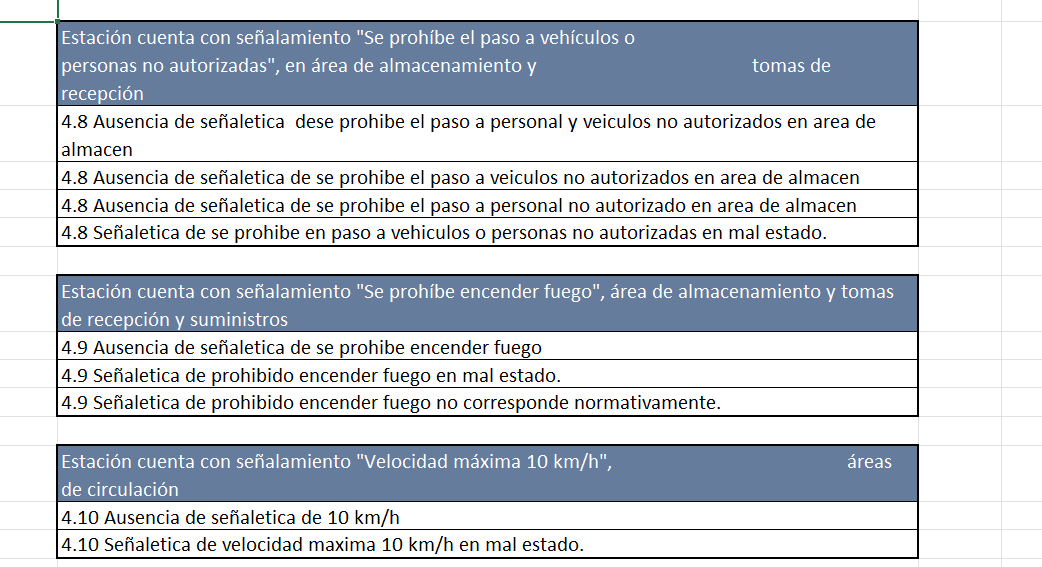 Estación cuenta con señalamiento "Se prohíbe el paso a vehículos o
personas no autorizadas", en área de almacenamiento y tomas de
recepción
4.8 Ausencia de señaletica dese prohibe el paso a personal y veiculos no autorizados en area de
almacen
4.8 Ausencia de señaletica de se prohibe el paso a veiculos no autorizados en area de almacen
4.8 Ausencia de señaletica de se prohibe el paso a personal no autorizado en area de almacen
4.8 Señaletica de se prohibe en paso a vehiculos o personas no autorizadas en mal estado.
Estación cuenta con señalamiento "Se prohíbe encender fuego", área de almacenamiento y tomas
de recepción y suministros
4.9 Ausencia de señaletica de se prohibe encender fuego
4.9 Señaletica de prohibido encender fuego en mal estado.
4.9 Señaletica de prohibido encender fuego no corresponde normativamente.
Estación cuenta con señalamiento "Velocidad máxima 10 km/h", áreas
de circulación
4.10 Ausencia de señaletica de 10 km/h
4.10 Señaletica de velocidad maxima 10 km/h en mal estado.